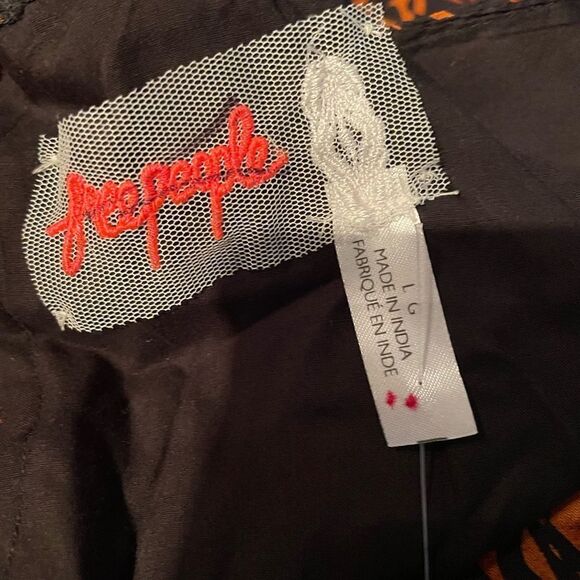 free people
L G
MADE IN INDIA
FABRIQUÉ EN INDE